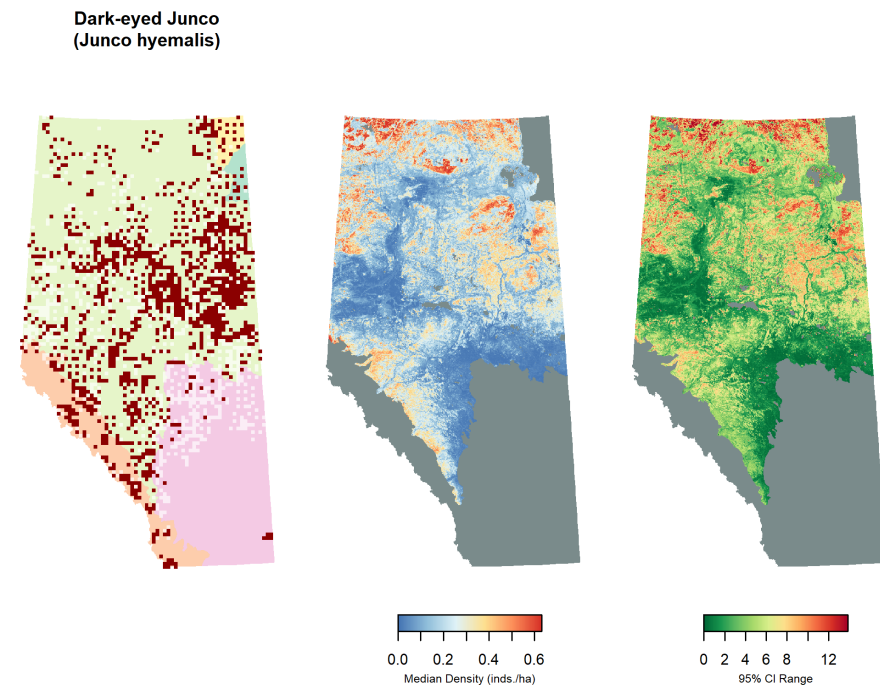 Dark-eyed Junco
(Junco hyemalis)
0.0 0.2 0.4 0.6
Median Density (inds./ha)
0 2 4 6 8 12
95% CI Range